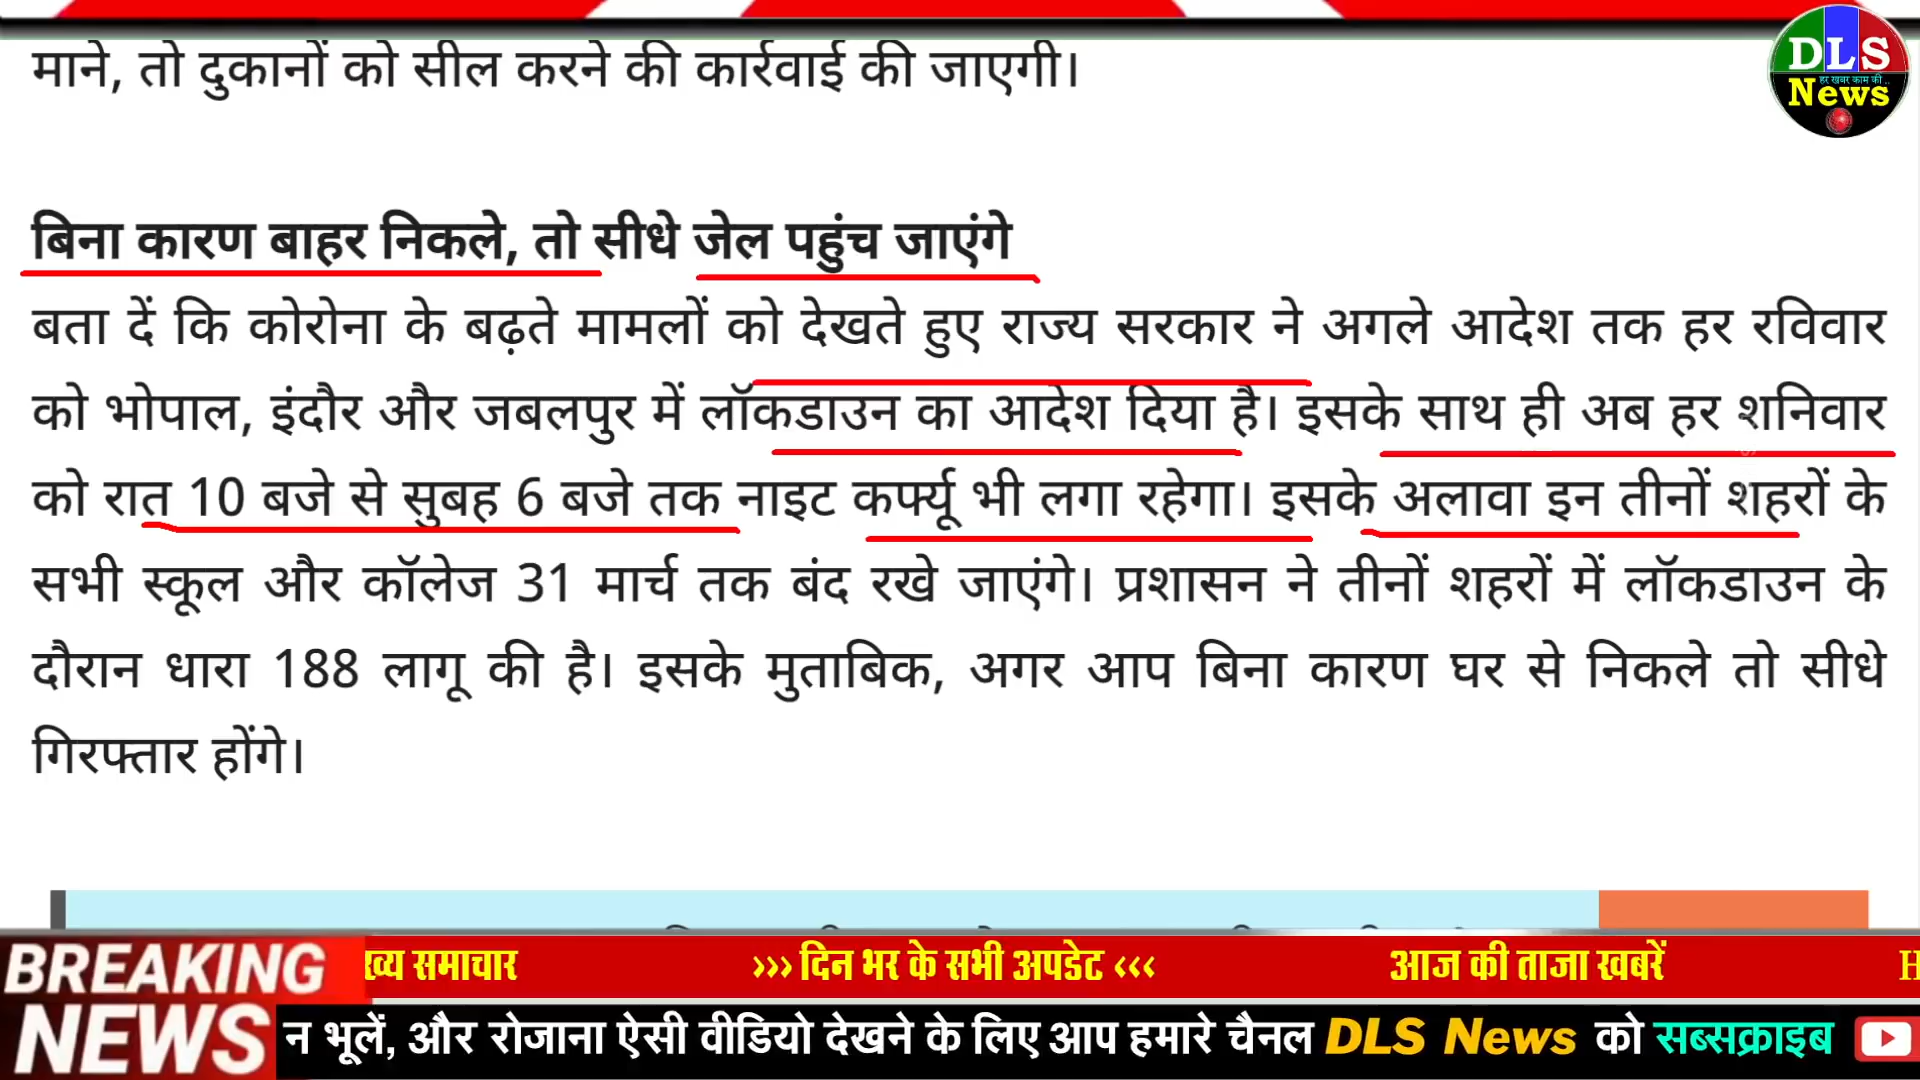 माने, तो दुकानों को सील करने की कार्रवाई की जाएगी।
DLS
हर खबर काम की..
News
बिना कारण बाहर निकले, तो सीधे जेल पहुंच जाएंगे
बता दें कि कोरोना के बढ़ते मामलों को देखते हुए राज्य सरकार ने अगले आदेश तक हर रविवार
को भोपाल, इंदौर और जबलपुर में लॉकडाउन का आदेश दिया है। इसके साथ ही अब हर शनिवार
को रात 10 बजे से सुबह 6 बजे तक नाइट कर्फ्यू भी लगा रहेगा। इसके अलावा इन तीनों शहरों के
सभी स्कूल और कॉलेज 31 मार्च तक बंद रखे जाएंगे। प्रशासन ने तीनों शहरों में लॉकडाउन के
दौरान धारा 188 लागू की है। इसके मुताबिक, अगर आप बिना कारण घर से निकले तो सीधे
गिरफ्तार होंगे।
BREAKING
NEWS
ख्य समाचार >>> दिन भर के सभी अपडेट <<< आज की ताजा खबरें H
न भूलें, और रोजाना ऐसी वीडियो देखने के लिए आप हमारे चैनल DLS News को सब्सक्राइब